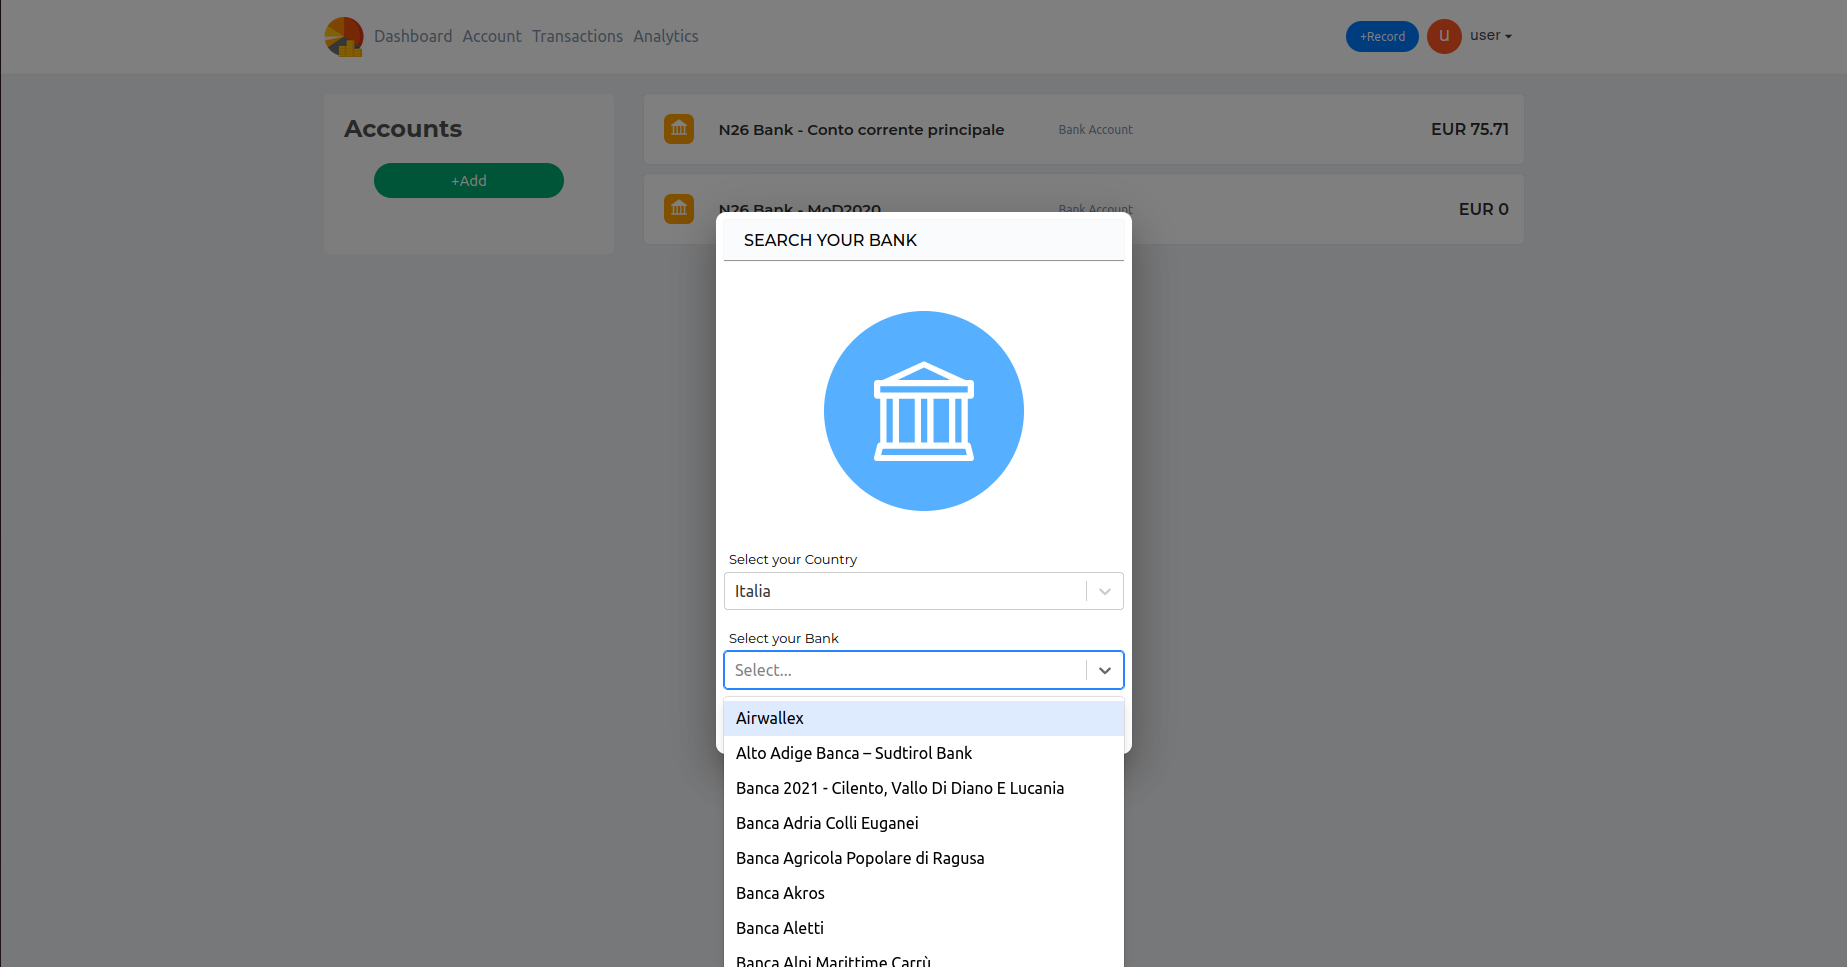 Dashboard Account Transactions Analytics
+Record
U
user
Accounts
+Add
N26 Bank - Conto corrente principale
Bank Account
EUR 75.71
N26 Bank - MoD2020
Bank Account
EUR 0
SEARCH YOUR BANK
Select your Country
Italia
Select your Bank
Select...
Airwallex
Alto Adige Banca – Sudtirol Bank
Banca 2021 - Cilento, Vallo Di Diano E Lucania
Banca Adria Colli Euganei
Banca Agricola Popolare di Ragusa
Banca Akros
Banca Aletti
Banca Alpi Marittime Carrù